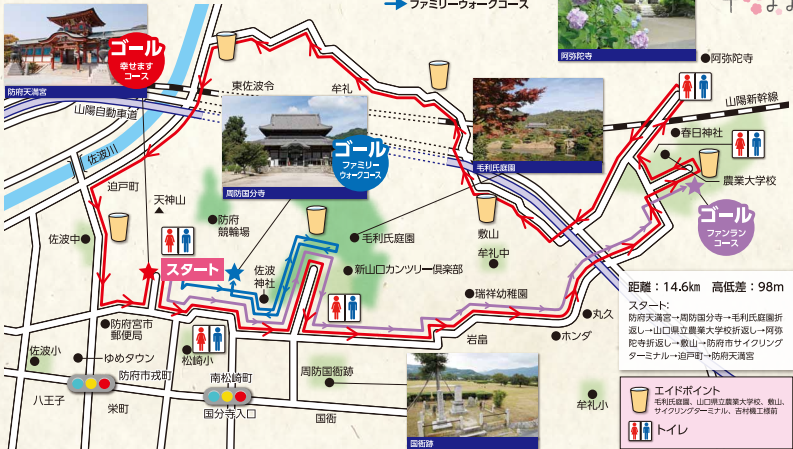 ファミリーウォークコース
ゴール
幸せます
コース
防府天満宮
阿弥陀寺
阿弥陀寺
山陽自動車道
佐波川
東佐波令
牟礼
山陽新幹線
春日神社
農業大学校
ゴール
ファミリー
ウォークコース
周防国分寺
毛利氏庭園
ゴール
ファンラン
コース
迫戸町
天神山
防府
競輪場
佐波中
スタート
佐波
神社
毛利氏庭園
新山口カンツリー倶楽部
敷山
牟礼中
瑞祥幼稚園
丸久
ホンダ
岩畠
防府宮市
郵便局
佐波小
ゆめタウン
松崎小
防府市戎町
南松崎町
八王子
栄町
国分寺入口
周防国衙跡
国衙
国衙跡
牟礼小
距離：14.6㎞ 高低差：98m
スタート：
防府天満宮→周防国分寺→毛利氏庭園折
返し→山口県立農業大学校折返し→阿弥
陀寺折返し→敷山→防府市サイクリング
ターミナル→迫戸町→防府天満宮
エイドポイント
毛利氏庭園、山口県立農業大学校、敷山、
サイクリングターミナル、吉村機工様前
トイレ